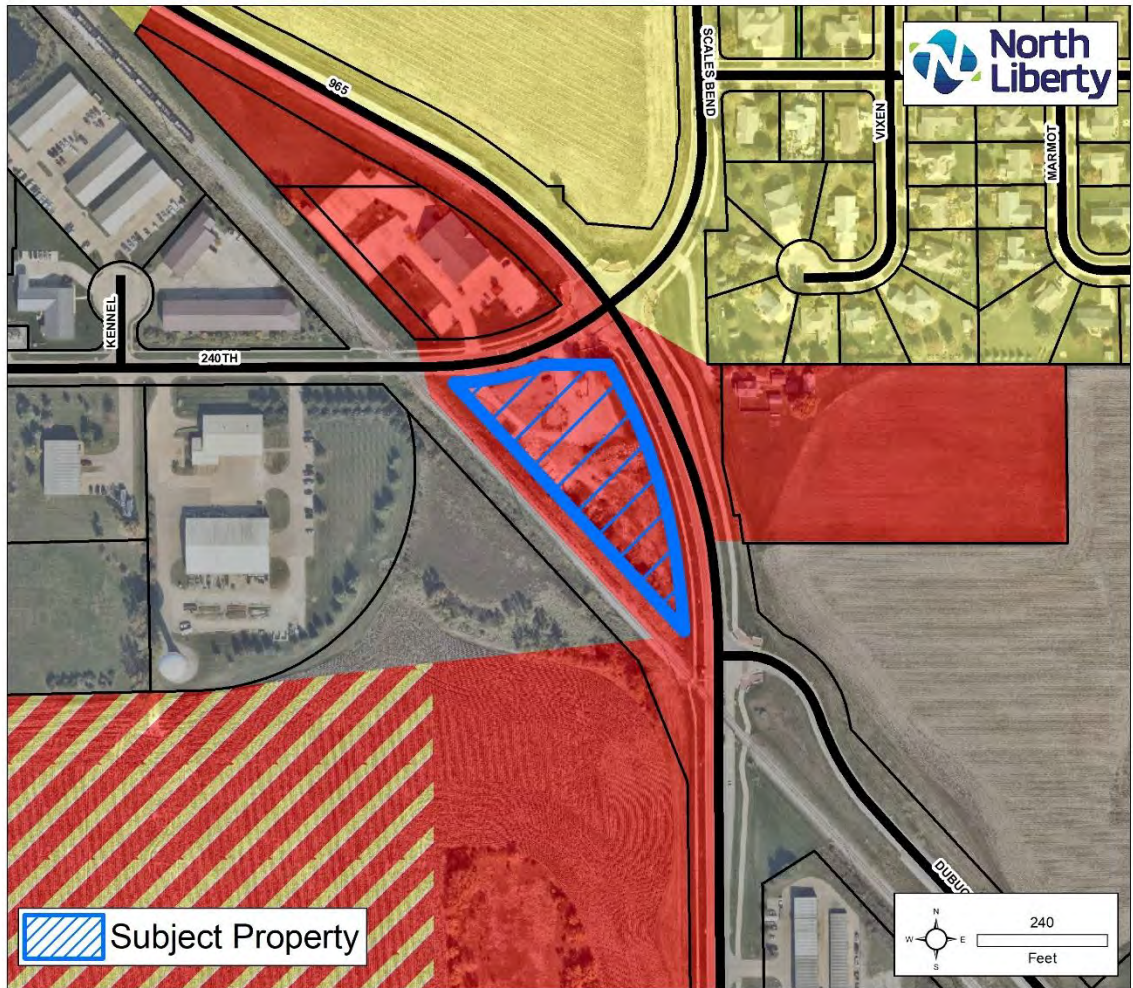 North
Liberty
965
SCALES BEND
VIXEN
MARMOT
KENNEL
240TH
DUBUQ
Subject Property
N
W E
S
240
Feet